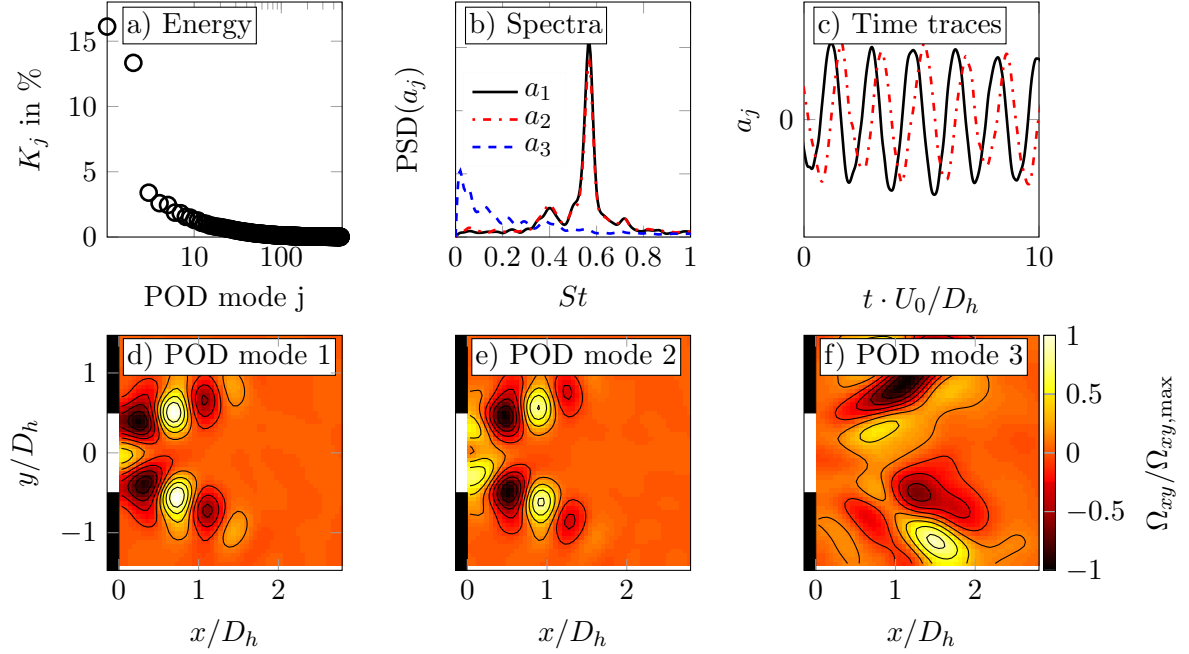 a) Energy
15
10
5
0
K_j in %
10
100
POD mode j
b) Spectra
PSD(a_j)
a_1
a_2
a_3
0
0.2
0.4
0.6
0.8
1
St
c) Time traces
a_j
0
0
10
t · U_0/D_h
d) POD mode 1
1
0
−1
y/D_h
0
1
2
x/D_h
e) POD mode 2
0
1
2
x/D_h
f) POD mode 3
0
1
2
x/D_h
1
0.5
0
−0.5
−1
Ω_xy/Ω_xy,max